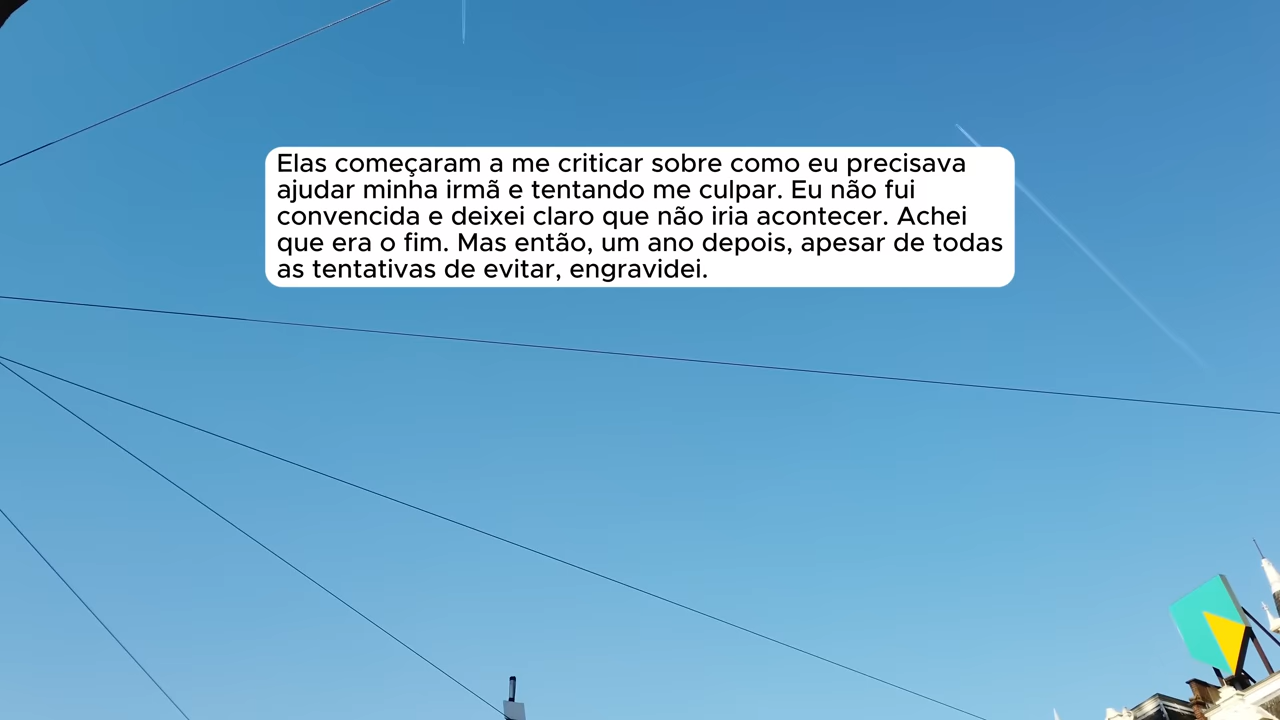 Elas começaram a me criticar sobre como eu precisava
ajudar minha irmã e tentando me culpar. Eu não fui
convencida e deixei claro que não iria acontecer. Achei
que era o fim. Mas então, um ano depois, apesar de todas
as tentativas de evitar, engravidei.